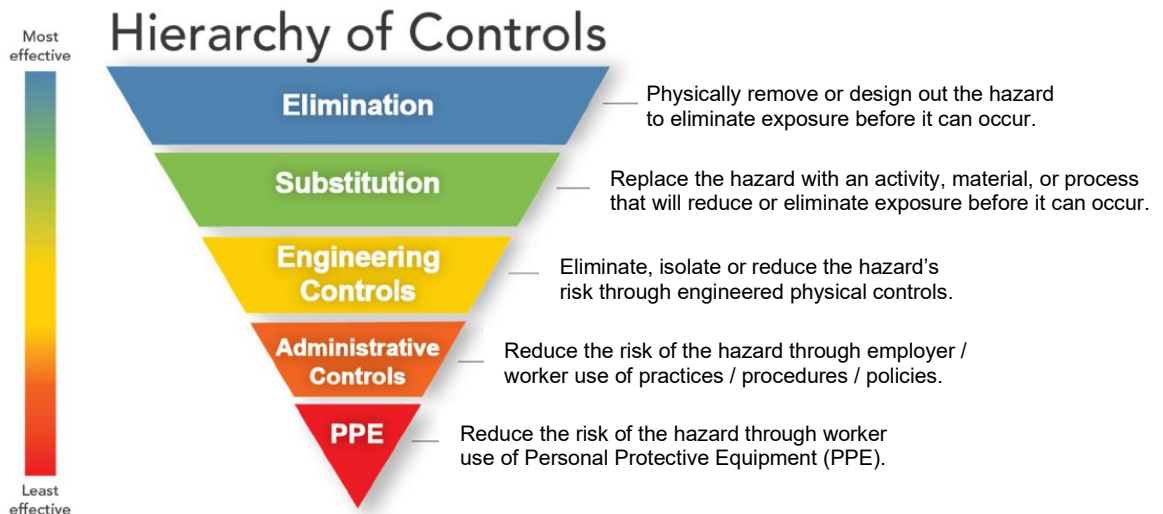 Hierarchy of Controls
Most
effective
Elimination
Physically remove or design out the hazard
to eliminate exposure before it can occur.
Substitution
Replace the hazard with an activity, material, or process
that will reduce or eliminate exposure before it can occur.
Engineering
Controls
Eliminate, isolate or reduce the hazard’s
risk through engineered physical controls.
Administrative
Controls
Reduce the risk of the hazard through employer /
worker use of practices / procedures / policies.
PPE
Reduce the risk of the hazard through worker
use of Personal Protective Equipment (PPE).
Least
effective